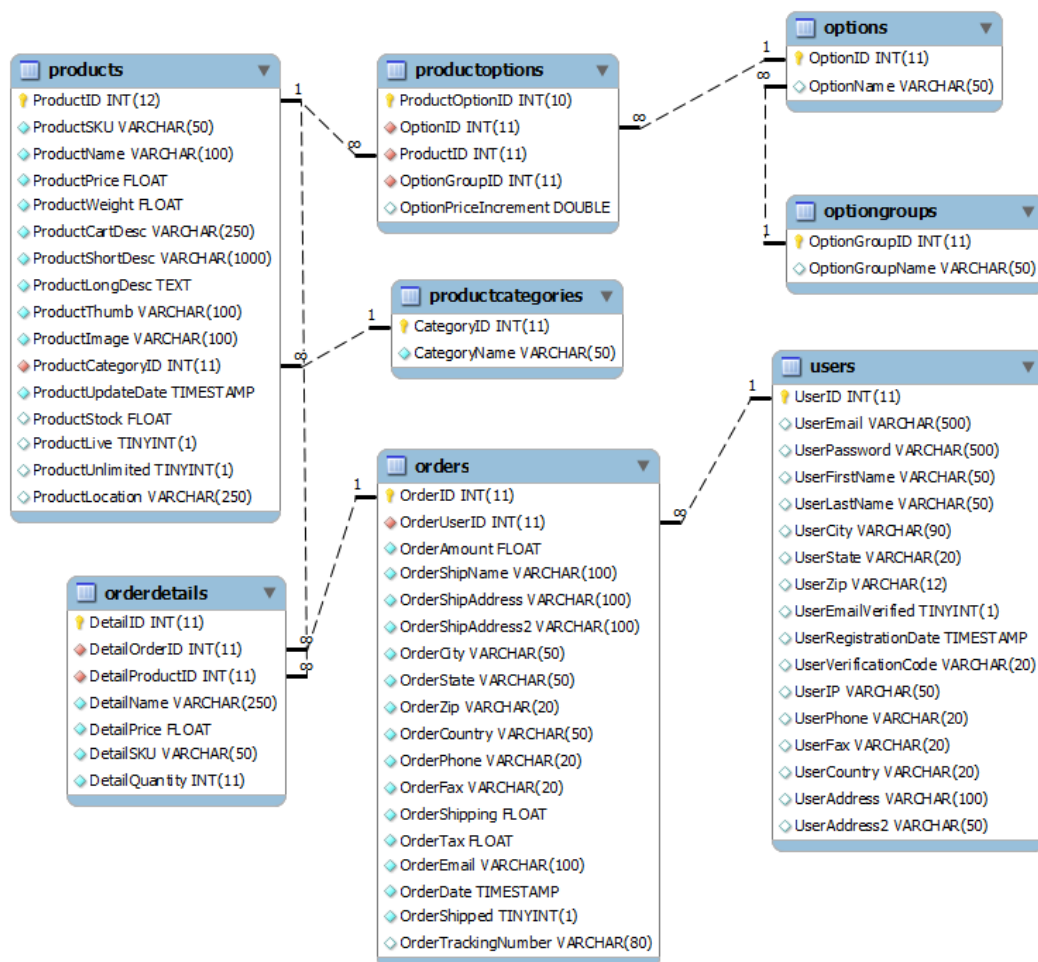 products
ProductID INT(12)
ProductSKU VARCHAR(50)
ProductName VARCHAR(100)
ProductPrice FLOAT
ProductWeight FLOAT
ProductCartDesc VARCHAR(250)
ProductShortDesc VARCHAR(1000)
ProductLongDesc TEXT
ProductThumb VARCHAR(100)
ProductImage VARCHAR(100)
ProductCategoryID INT(11)
ProductUpdateDate TIMESTAMP
ProductStock FLOAT
ProductLive TINYINT(1)
ProductUnlimited TINYINT(1)
ProductLocation VARCHAR(250)
1
∞
productoptions
ProductOptionID INT(10)
OptionID INT(11)
ProductID INT(11)
OptionGroupID INT(11)
OptionPriceIncrement DOUBLE
∞
∞
1
options
OptionID INT(11)
OptionName VARCHAR(50)
∞
1
optiongroups
OptionGroupID INT(11)
OptionGroupName VARCHAR(50)
1
productcategories
CategoryID INT(11)
CategoryName VARCHAR(50)
orderdetails
DetailID INT(11)
DetailOrderID INT(11)
DetailProductID INT(11)
DetailName VARCHAR(250)
DetailPrice FLOAT
DetailSKU VARCHAR(50)
DetailQuantity INT(11)
∞
∞
1
orders
OrderID INT(11)
OrderUserID INT(11)
OrderAmount FLOAT
OrderShipName VARCHAR(100)
OrderShipAddress VARCHAR(100)
OrderShipAddress2 VARCHAR(100)
OrderCity VARCHAR(50)
OrderState VARCHAR(50)
OrderZip VARCHAR(20)
OrderCountry VARCHAR(50)
OrderPhone VARCHAR(20)
OrderFax VARCHAR(20)
OrderShipping FLOAT
OrderTax FLOAT
OrderEmail VARCHAR(100)
OrderDate TIMESTAMP
OrderShipped TINYINT(1)
OrderTrackingNumber VARCHAR(80)
∞
1
users
UserID INT(11)
UserEmail VARCHAR(500)
UserPassword VARCHAR(500)
UserFirstName VARCHAR(50)
UserLastName VARCHAR(50)
UserCity VARCHAR(90)
UserState VARCHAR(20)
UserZip VARCHAR(12)
UserEmailVerified TINYINT(1)
UserRegistrationDate TIMESTAMP
UserVerificationCode VARCHAR(20)
UserIP VARCHAR(50)
UserPhone VARCHAR(20)
UserFax VARCHAR(20)
UserCountry VARCHAR(20)
UserAddress VARCHAR(100)
UserAddress2 VARCHAR(50)